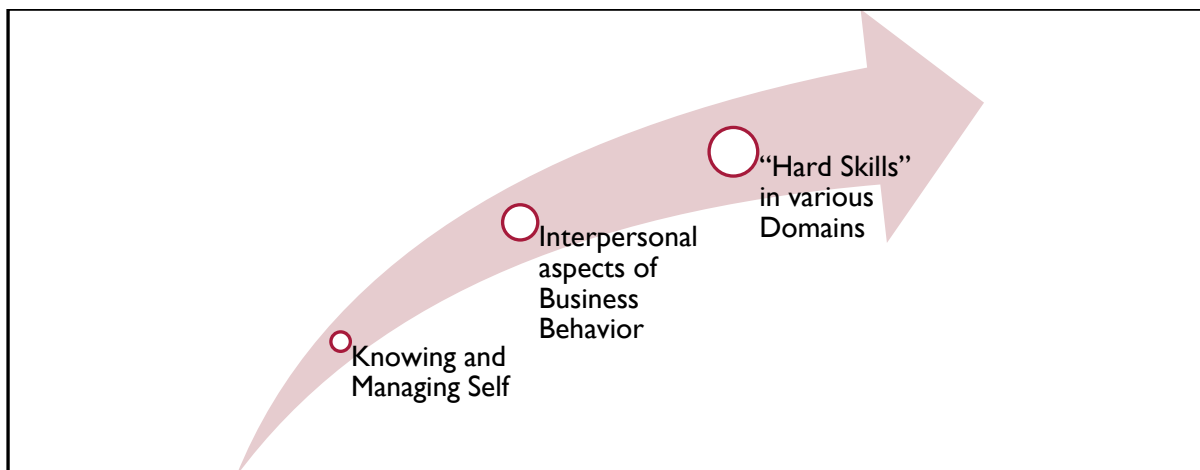 “Hard Skills”
in various
Domains
Interpersonal
aspects of
Business
Behavior
Knowing and
Managing Self